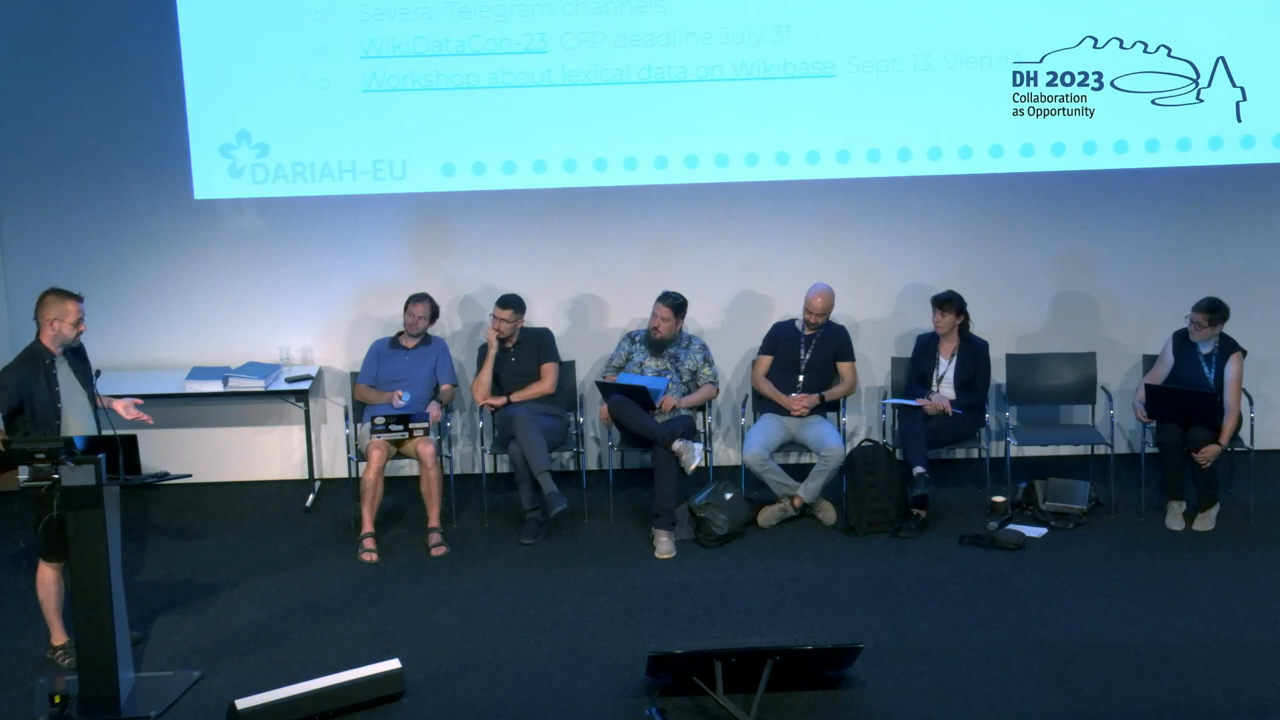 Several Telegram channels
WikiDataCon-23, CFP deadline July 31
Workshop about lexical data on Wikibase, Sept. 13, Vienn
DH 2023
Collaboration
as Opportunity
DARIAH-EU